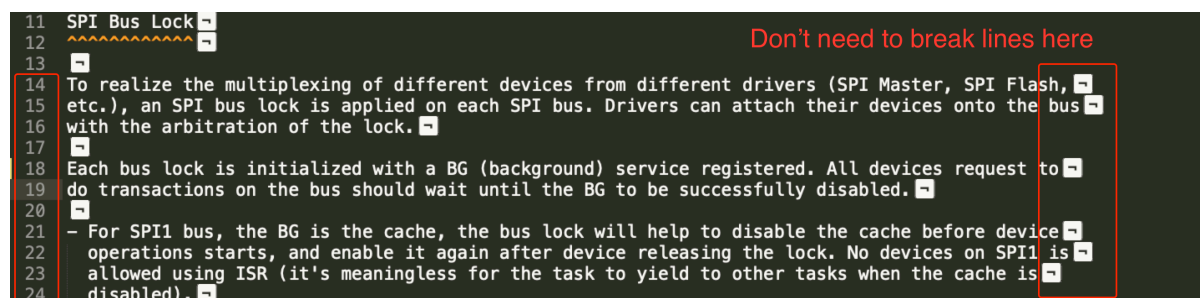 11 SPI Bus Lock¬
12 ^^^^^^^^^^^^¬
Don't need to break lines here
13 ¬
14 To realize the multiplexing of different devices from different drivers (SPI Master, SPI Flash,¬
15 etc.), an SPI bus lock is applied on each SPI bus. Drivers can attach their devices onto the bus¬
16 with the arbitration of the lock.¬
17 ¬
18 Each bus lock is initialized with a BG (background) service registered. All devices request to¬
19 do transactions on the bus should wait until the BG to be successfully disabled.¬
20 ¬
21 – For SPI1 bus, the BG is the cache, the bus lock will help to disable the cache before device¬
22 operations starts, and enable it again after device releasing the lock. No devices on SPI1 is¬
23 allowed using ISR (it's meaningless for the task to yield to other tasks when the cache is¬
24 disabled).¬